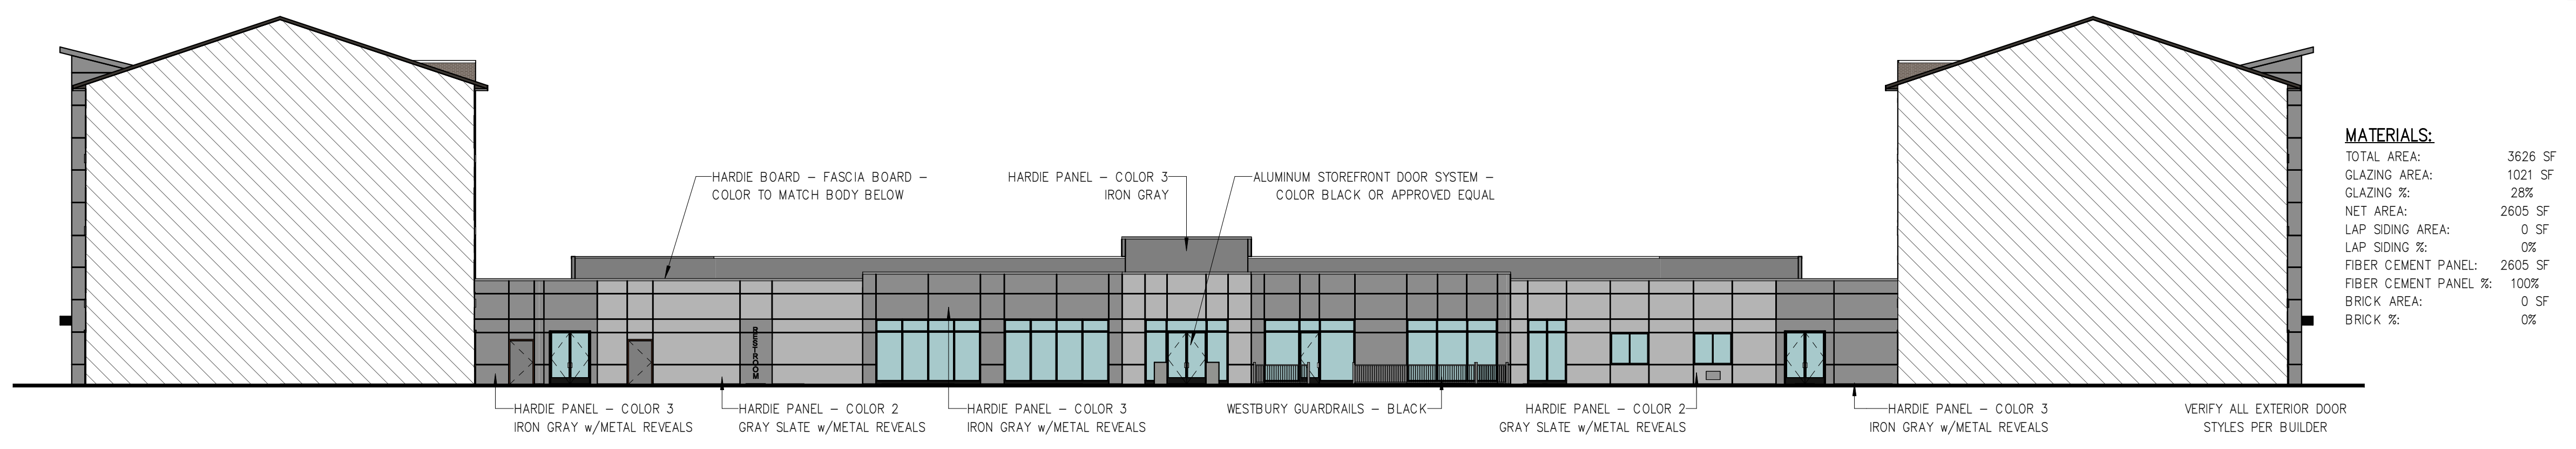 HARDIE BOARD – FASCIA BOARD –
COLOR TO MATCH BODY BELOW
HARDIE PANEL – COLOR 3
IRON GRAY
ALUMINUM STOREFRONT DOOR SYSTEM –
COLOR BLACK OR APPROVED EQUAL
MATERIALS:
TOTAL AREA: 3626 SF
GLAZING AREA: 1021 SF
GLAZING %: 28%
NET AREA: 2605 SF
LAP SIDING AREA: 0 SF
LAP SIDING %: 0%
FIBER CEMENT PANEL: 2605 SF
FIBER CEMENT PANEL %: 100%
BRICK AREA: 0 SF
BRICK %: 0%
RESTROOM
HARDIE PANEL – COLOR 3
IRON GRAY w/METAL REVEALS
HARDIE PANEL – COLOR 2
GRAY SLATE w/METAL REVEALS
HARDIE PANEL – COLOR 3
IRON GRAY w/METAL REVEALS
WESTBURY GUARDRAILS – BLACK
HARDIE PANEL – COLOR 2
GRAY SLATE w/METAL REVEALS
HARDIE PANEL – COLOR 3
IRON GRAY w/METAL REVEALS
VERIFY ALL EXTERIOR DOOR
STYLES PER BUILDER